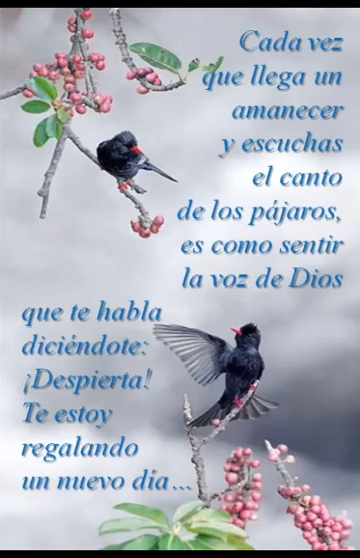 Cada vez
que llega un
amanecer
y escuchas
el canto
de los pájaros,
es como sentir
la voz de Dios
que te habla
diciéndote:
¡Despierta!
Te estoy
regalando
un nuevo día...